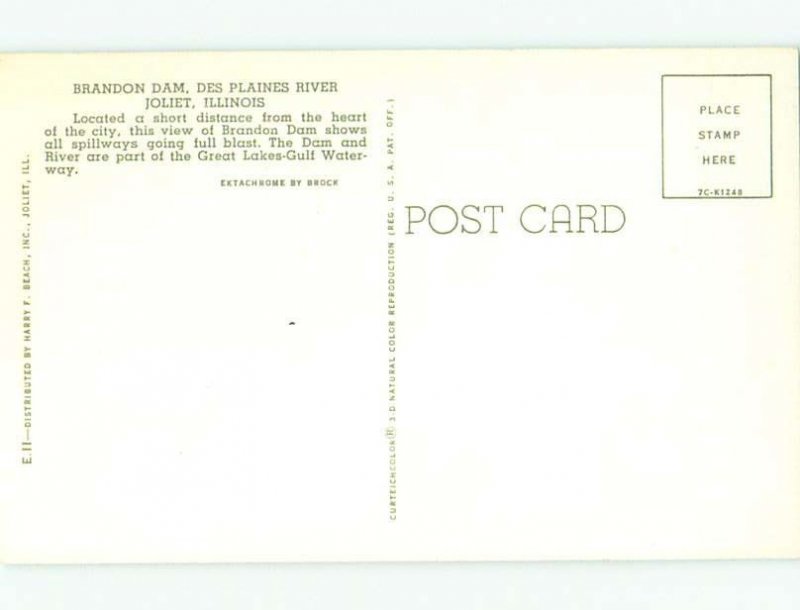 BRANDON DAM, DES PLAINES RIVER
JOLIET, ILLINOIS
Located a short distance from the heart
of the city, this view of Brandon Dam shows
all spillways going full blast. The Dam and
River are part of the Great Lakes-Gulf Water-
way.
EKTACHROME BY BROCK
E.11—DISTRIBUTED BY HARRY F. BEACH, INC., JOLIET, ILL.
CURTEICHCOLOR® 3-D NATURAL COLOR REPRODUCTION (REG. U. S. A. PAT. OFF.)
POST CARD
PLACE
STAMP
HERE
7C-K1248